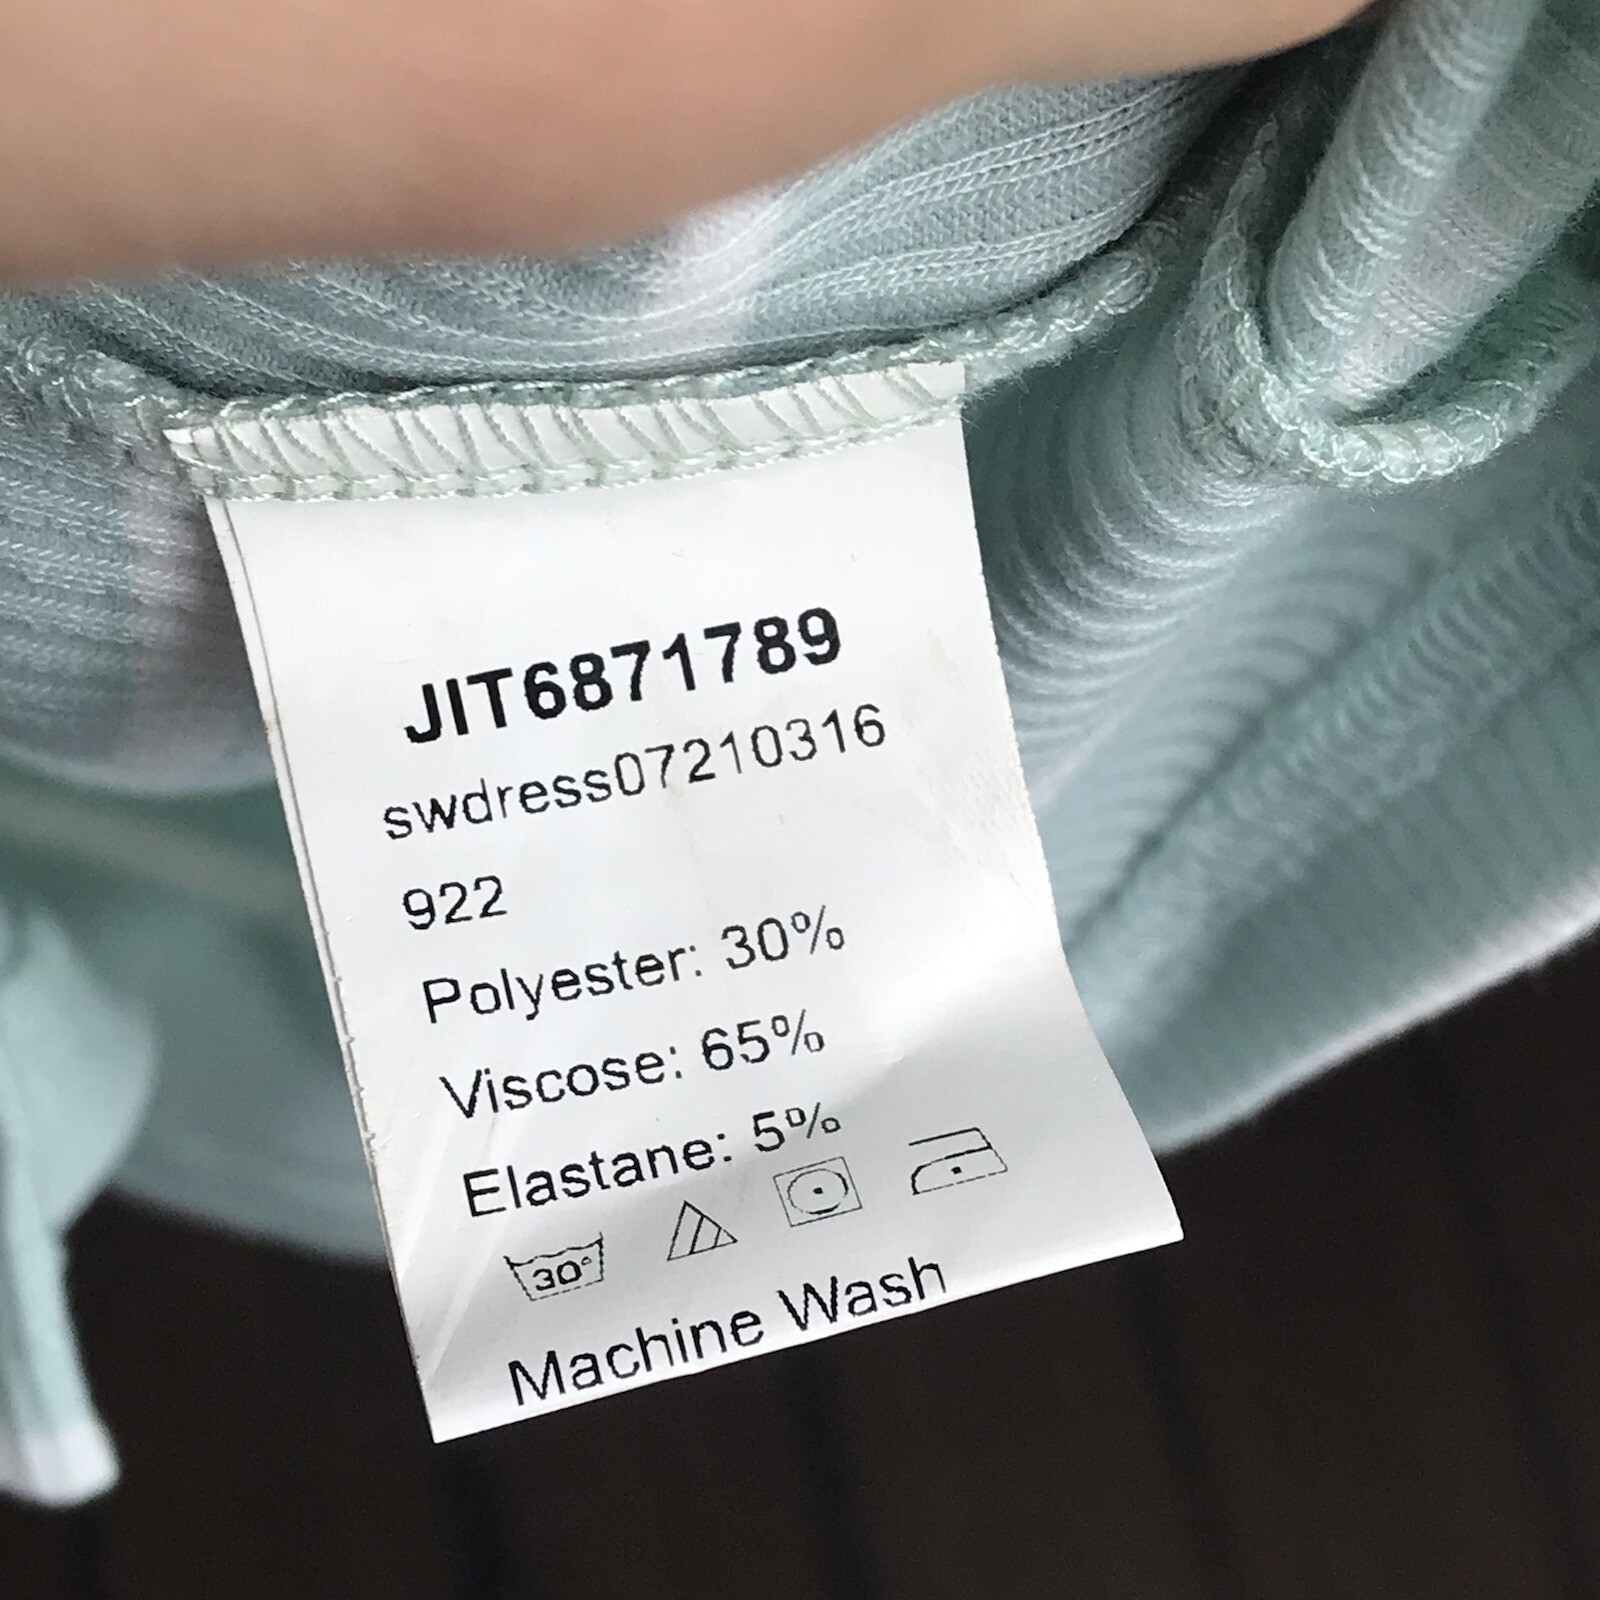 JIT6871789
swdress07210316
922
Polyester: 30%
Viscose: 65%
Elastane: 5%
30°
Machine Wash